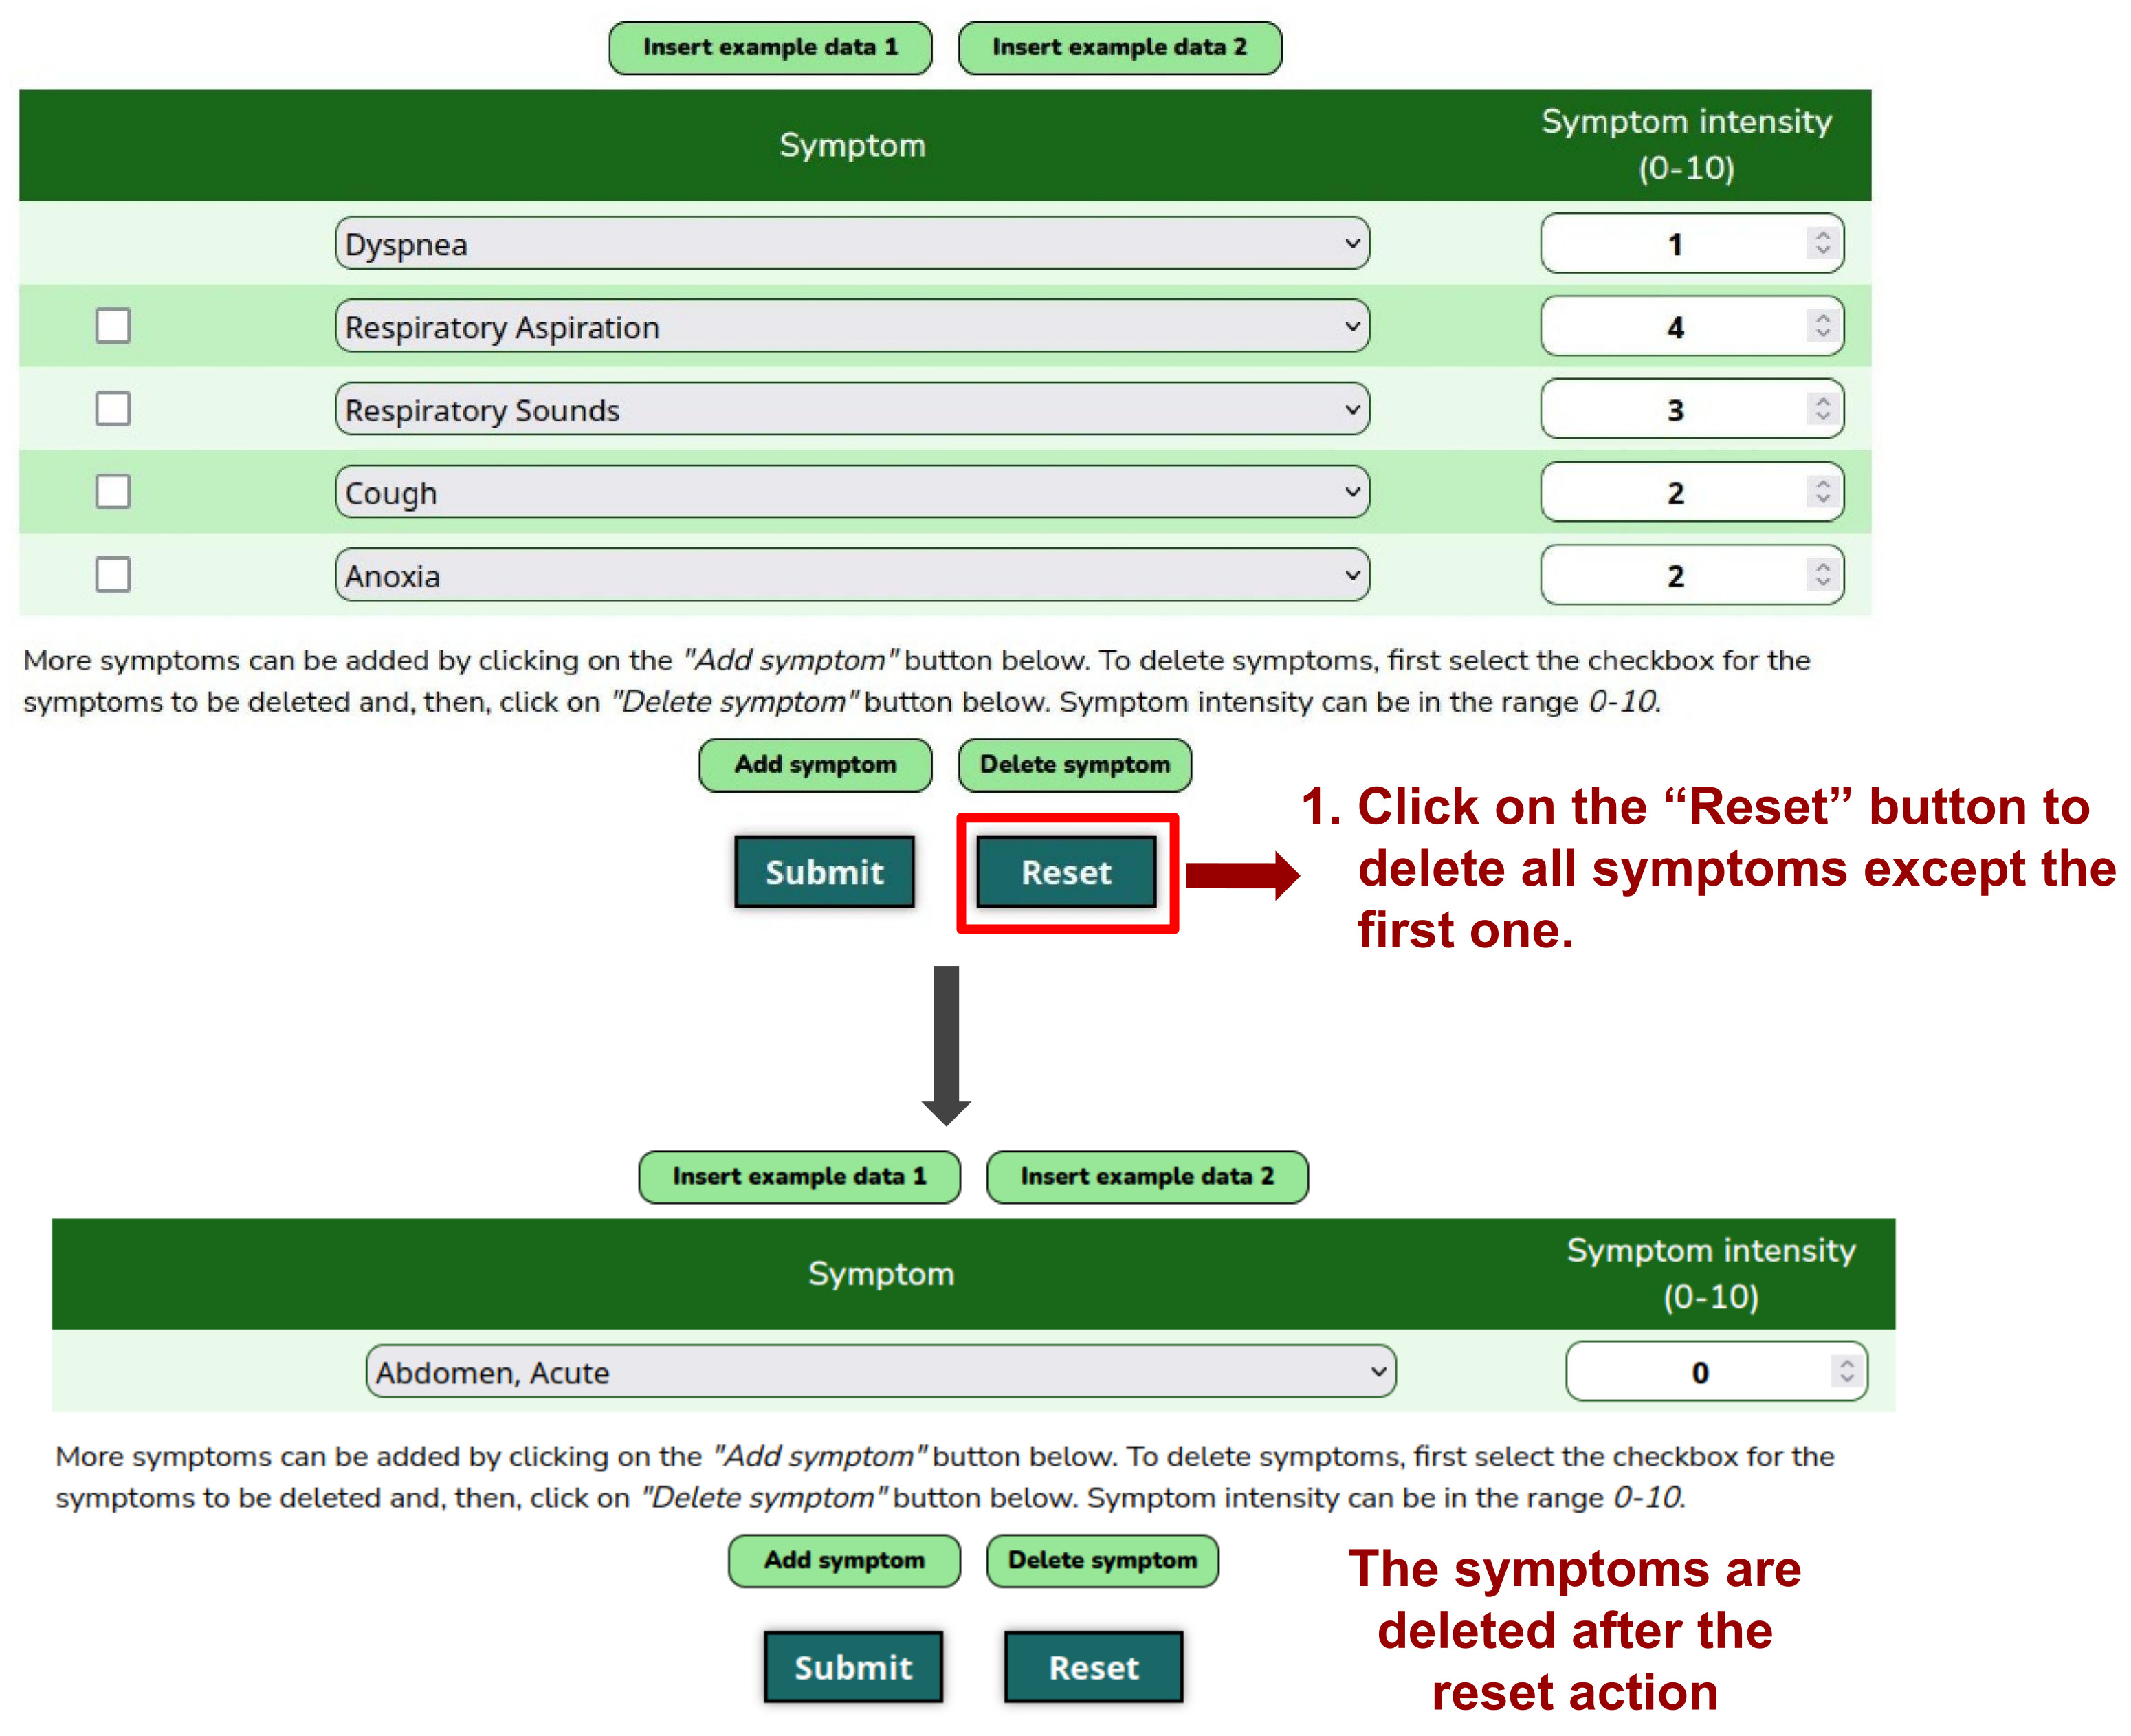 Insert example data 1 Insert example data 2
Symptom Symptom intensity
(0-10)
Dyspnea 1
Respiratory Aspiration 4
Respiratory Sounds 3
Cough 2
Anoxia 2
More symptoms can be added by clicking on the "Add symptom" button below. To delete symptoms, first select the checkbox for the
symptoms to be deleted and, then, click on "Delete symptom" button below. Symptom intensity can be in the range 0-10.
Add symptom Delete symptom
Submit Reset
1. Click on the “Reset” button to
delete all symptoms except the
first one.
Insert example data 1 Insert example data 2
Symptom Symptom intensity
(0-10)
Abdomen, Acute 0
More symptoms can be added by clicking on the "Add symptom" button below. To delete symptoms, first select the checkbox for the
symptoms to be deleted and, then, click on "Delete symptom" button below. Symptom intensity can be in the range 0-10.
Add symptom Delete symptom
Submit Reset
The symptoms are
deleted after the
reset action